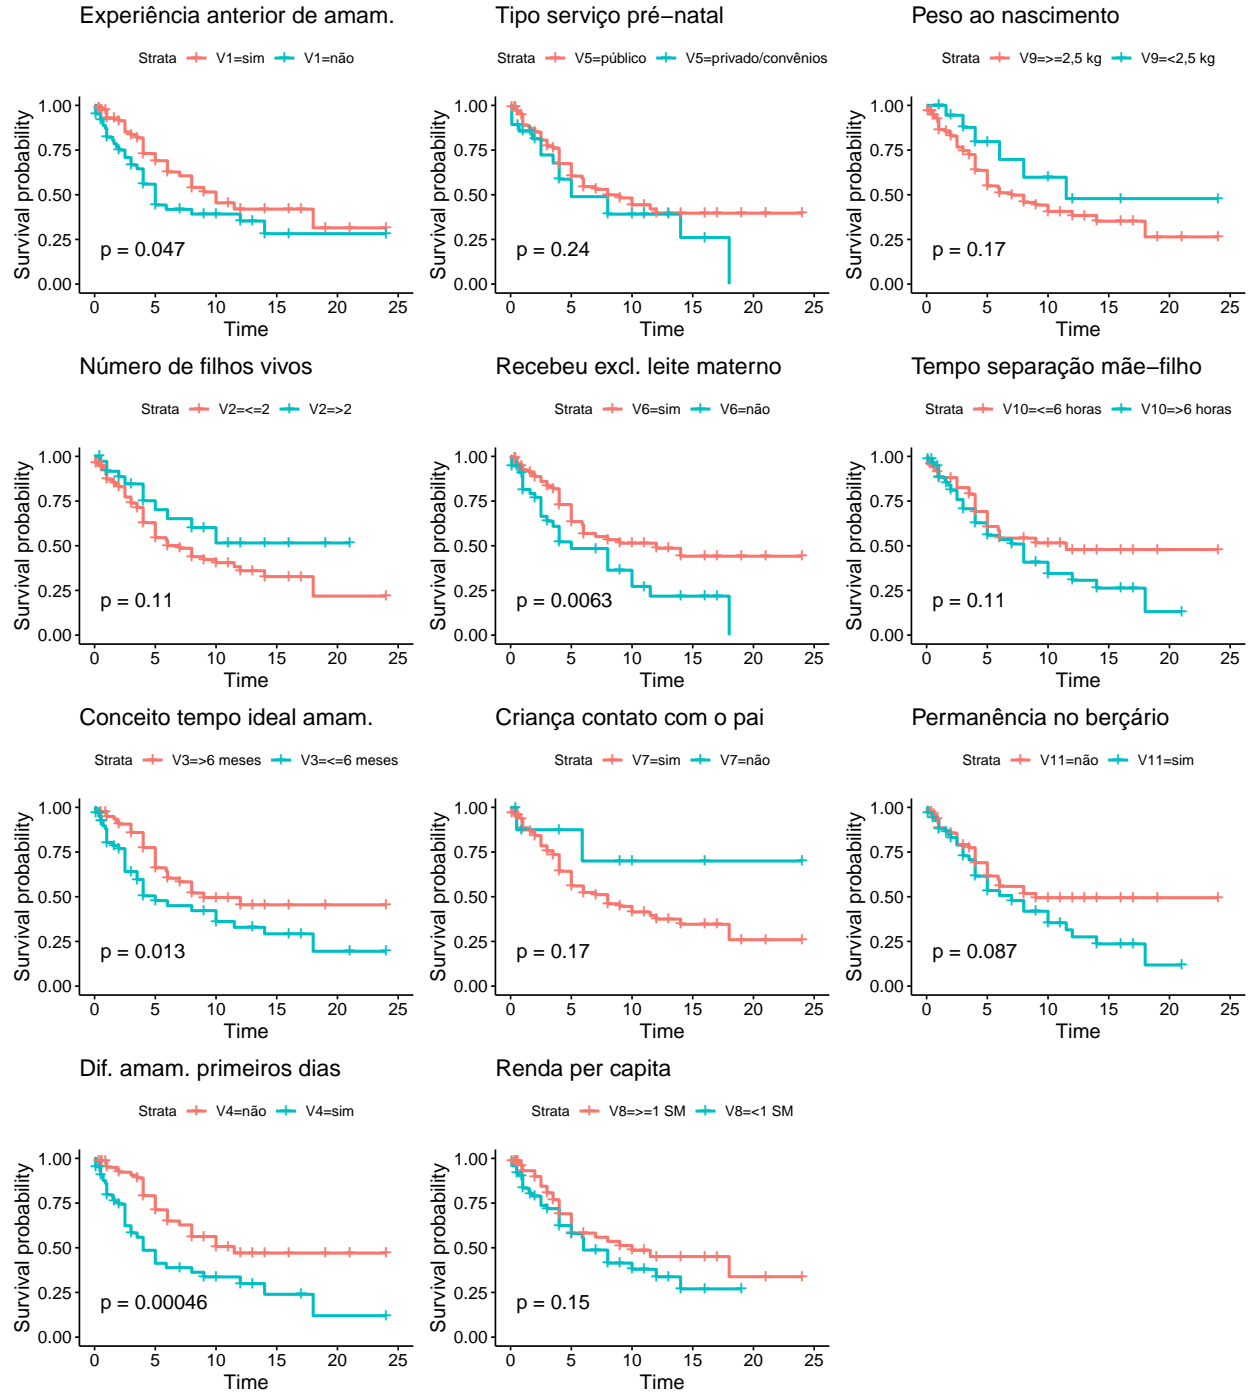 Experiência anterior de amam.
Strata V1=sim V1=não
Survival probability
1.00
0.75
0.50
0.25
0.00
p = 0.047
0 5 10 15 20 25
Time
Tipo serviço pré−natal
Strata V5=público V5=privado/convênios
Survival probability
1.00
0.75
0.50
0.25
0.00
p = 0.24
0 5 10 15 20 25
Time
Peso ao nascimento
Strata V9=>=2,5 kg V9=<2,5 kg
Survival probability
1.00
0.75
0.50
0.25
0.00
p = 0.17
0 5 10 15 20 25
Time
Número de filhos vivos
Strata V2=<=2 V2=>2
Survival probability
1.00
0.75
0.50
0.25
0.00
p = 0.11
0 5 10 15 20 25
Time
Recebeu excl. leite materno
Strata V6=sim V6=não
Survival probability
1.00
0.75
0.50
0.25
0.00
p = 0.0063
0 5 10 15 20 25
Time
Tempo separação mãe−filho
Strata V10=<=6 horas V10=>6 horas
Survival probability
1.00
0.75
0.50
0.25
0.00
p = 0.11
0 5 10 15 20 25
Time
Conceito tempo ideal amam.
Strata V3=>6 meses V3=<=6 meses
Survival probability
1.00
0.75
0.50
0.25
0.00
p = 0.013
0 5 10 15 20 25
Time
Criança contato com o pai
Strata V7=sim V7=não
Survival probability
1.00
0.75
0.50
0.25
0.00
p = 0.17
0 5 10 15 20 25
Time
Permanência no berçário
Strata V11=não V11=sim
Survival probability
1.00
0.75
0.50
0.25
0.00
p = 0.087
0 5 10 15 20 25
Time
Dif. amam. primeiros dias
Strata V4=não V4=sim
Survival probability
1.00
0.75
0.50
0.25
0.00
p = 0.00046
0 5 10 15 20 25
Time
Renda per capita
Strata V8=>=1 SM V8=<1 SM
Survival probability
1.00
0.75
0.50
0.25
0.00
p = 0.15
0 5 10 15 20 25
Time